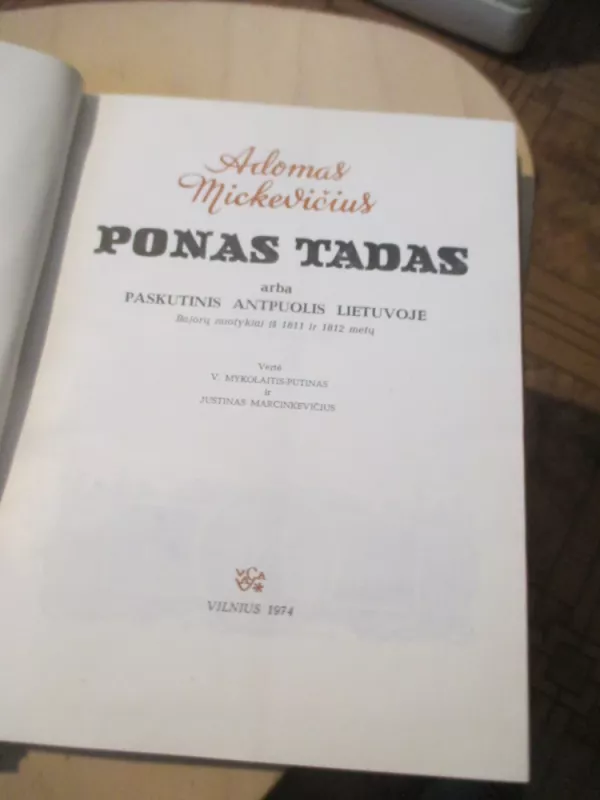 Adomas
Mickevičius
PONAS TADAS
arba
PASKUTINIS ANTPUOLIS LIETUVOJE
Bajorų nuotykiai iš 1811 ir 1812 metų
Vertė
V. MYKOLAITIS-PUTINAS
ir
JUSTINAS MARCINKEVIČIUS
VILNIUS 1974